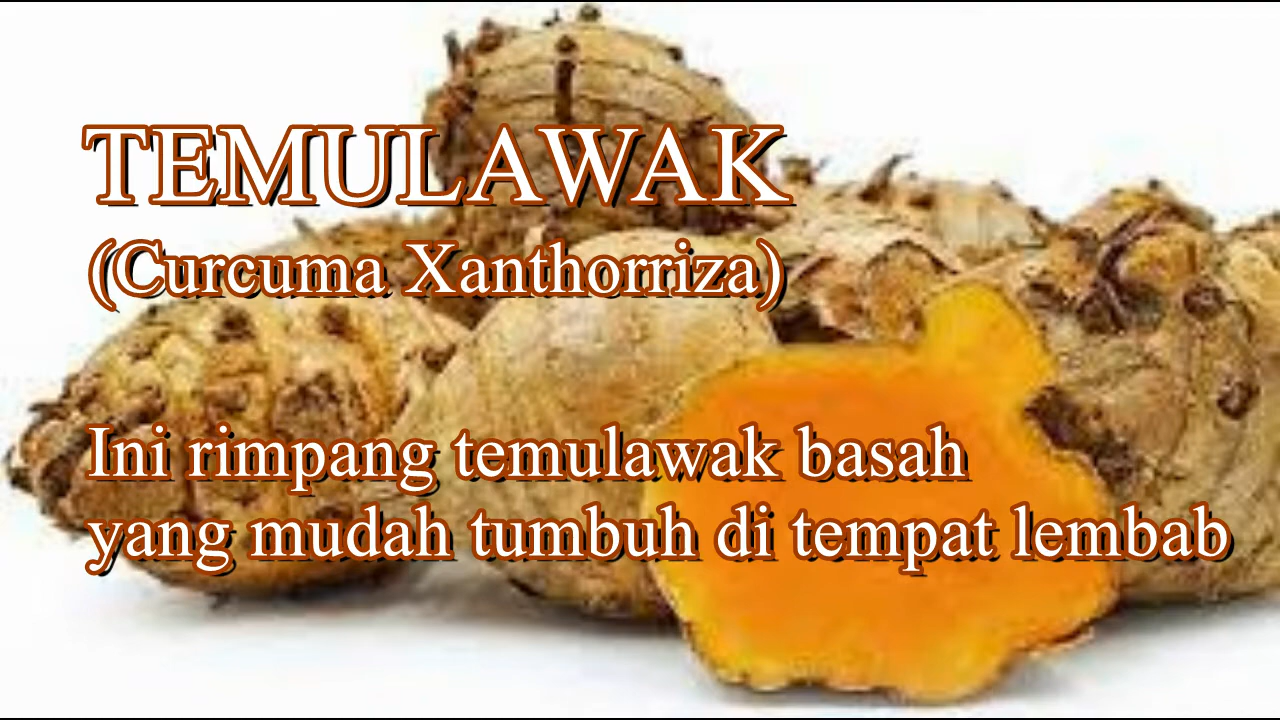 TEMULAWAK
(Curcuma Xanthorriza)
Ini rimpang temulawak basah
yang mudah tumbuh di tempat lembab